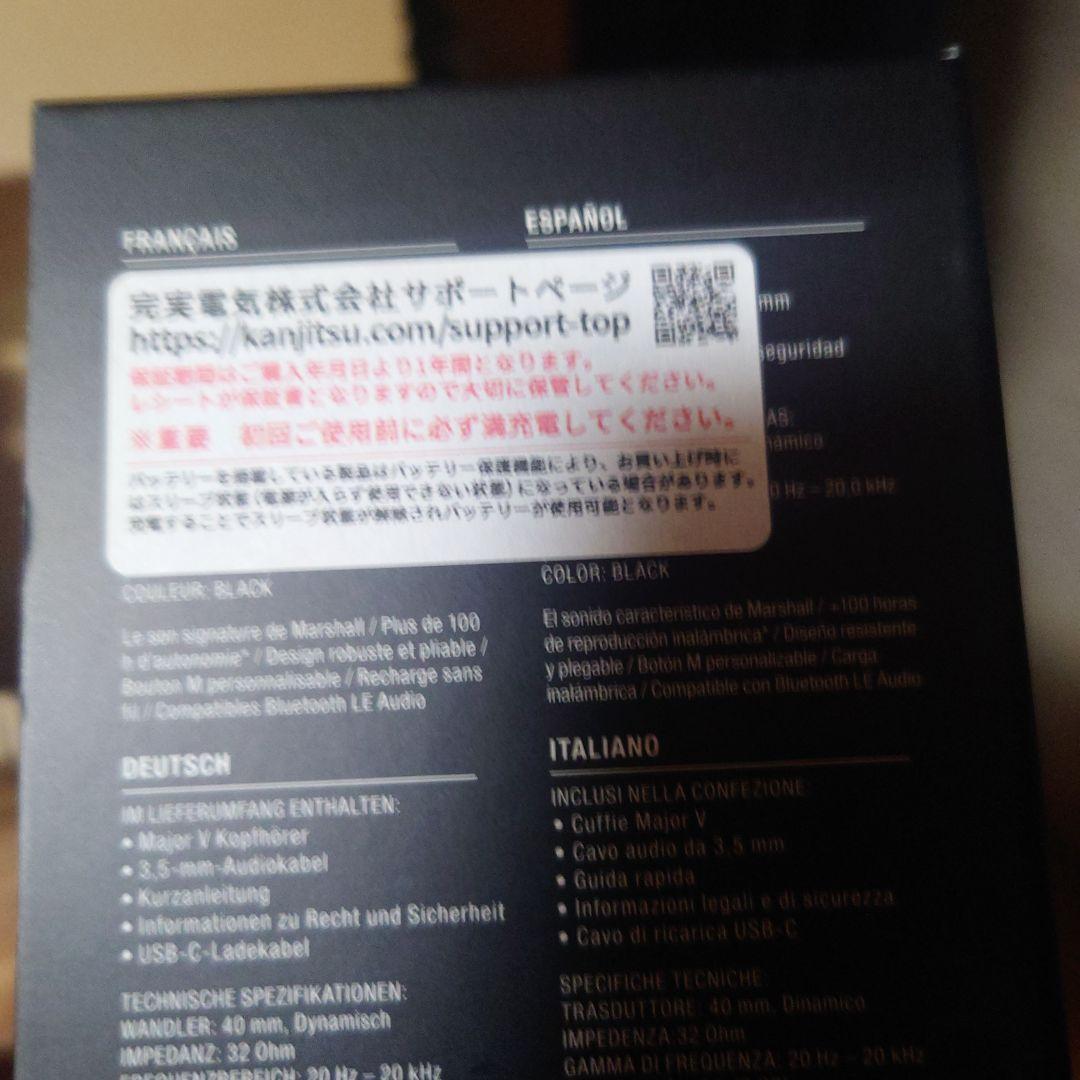 FRANÇAIS
完実電気株式会社サポートページ
https://kanjitsu.com/support-top
保証期間はご購入年月日より1年間となります。
レシートが保証書となりますので大切に保管してください。
※重要 初回ご使用前に必ず満充電してください。
バッテリーを搭載している製品はバッテリー保護機能により、お買い上げ時に
はスリープ状態(電源が入らず使用できない状態)になっている場合があります。
充電することでスリープ状態が解除されバッテリーが使用可能となります。
COULEUR: BLACK
Le son signature de Marshall / Plus de 100
h d'autonomie* / Design robuste et pliable /
Bouton M personnalisable / Recharge sans
fil / Compatibles Bluetooth LE Audio
ESPAÑOL
mm
seguridad
AS:
námico
0 Hz – 20.0 kHz
COLOR: BLACK
El sonido característico de Marshall / +100 horas
de reproducción inalámbrica* / Diseño resistente
y plegable / Botón M personalizable / Carga
inalámbrica / Compatible con Bluetooth LE Audio
DEUTSCH
IM LIEFERUMFANG ENTHALTEN:
• Major V Kopfhörer
• 3,5-mm-Audiokabel
• Kurzanleitung
• Informationen zu Recht und Sicherheit
• USB-C-Ladekabel
TECHNISCHE SPEZIFIKATIONEN:
WANDLER: 40 mm, Dynamisch
IMPEDANZ: 32 Ohm
FREQUENZBEREICH: 20 Hz – 20 kHz
ITALIANO
INCLUSI NELLA CONFEZIONE:
• Cuffie Major V
• Cavo audio da 3,5 mm
• Guida rapida
• Informazioni legali e di sicurezza
• Cavo di ricarica USB-C
SPECIFICHE TECNICHE:
TRASDUTTORE: 40 mm, Dinamico
IMPEDENZA: 32 Ohm
GAMMA DI FREQUENZA: 20 Hz – 20 kHz